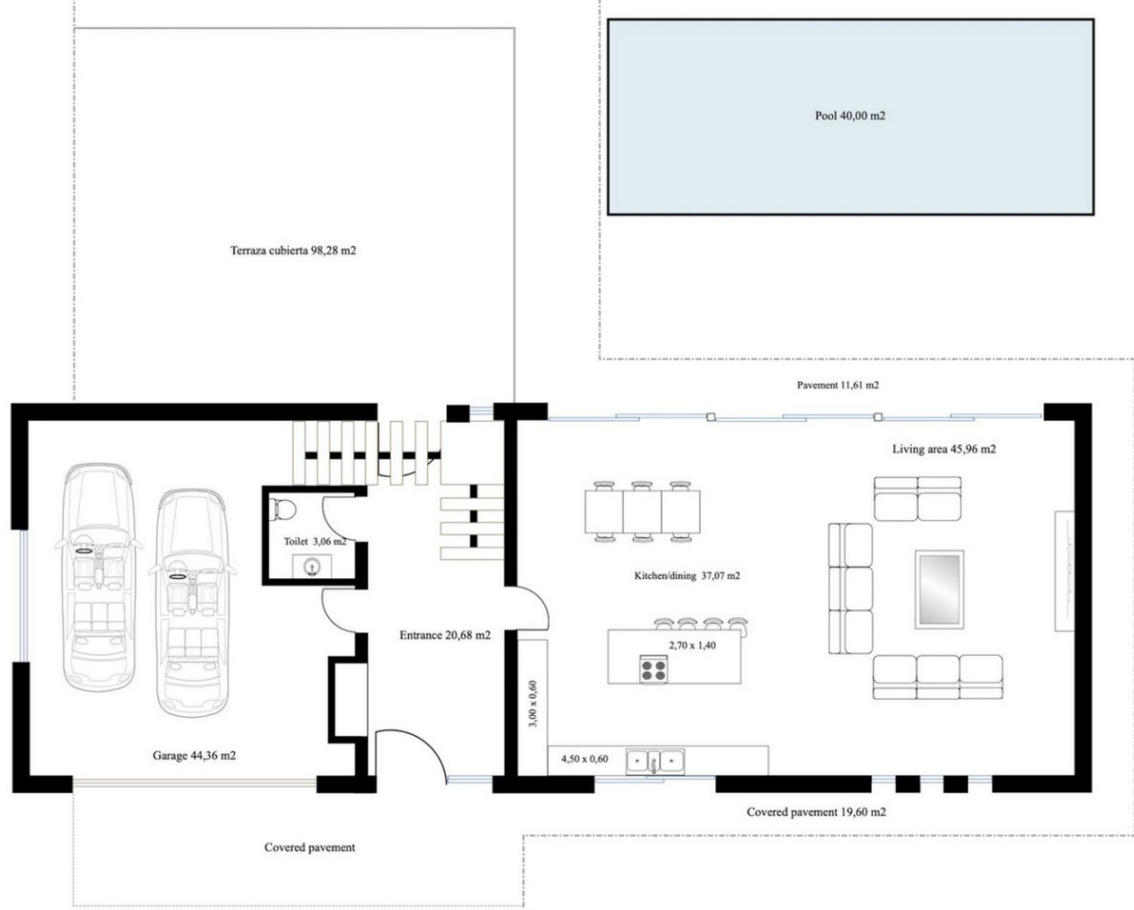 Pool 40,00 m2
Terraza cubierta 98,28 m2
Pavement 11,61 m2
Living area 45,96 m2
Toilet 3,06 m2
Kitchen/dining 37,07 m2
Entrance 20,68 m2
2,70 x 1,40
3,00 x 0,60
Garage 44,36 m2
4,50 x 0,60
Covered pavement 19,60 m2
Covered pavement